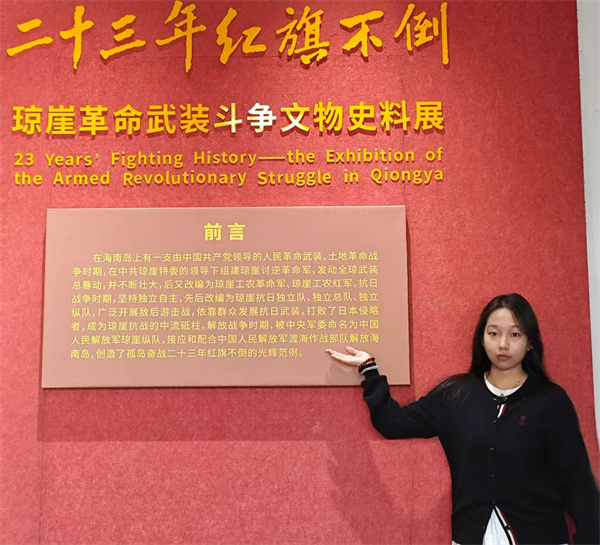 二十三年红旗不倒
琼崖革命武装斗争文物史料展
23 Years' Fighting History——the Exhibition of
the Armed Revolutionary Struggle in Qiongya
前言
在海南岛上有一支由中国共产党领导的人民革命武装。土地革命战
争时期，在中共琼崖特委的领导下组建琼崖讨逆革命军，发动全琼武装
总暴动，并不断壮大，后又改编为琼崖工农革命军、琼崖工农红军。抗日
战争时期，坚持独立自主，先后改编为琼崖抗日独立队、独立总队、独立
纵队，广泛开展敌后游击战，依靠群众发展抗日武装，打败了日本侵略
者，成为琼崖抗战的中流砥柱。解放战争时期，被中央军委命名为中国
人民解放军琼崖纵队，接应和配合中国人民解放军渡海作战部队解放海
南岛，创造了孤岛奋战二十三年红旗不倒的光辉范例。